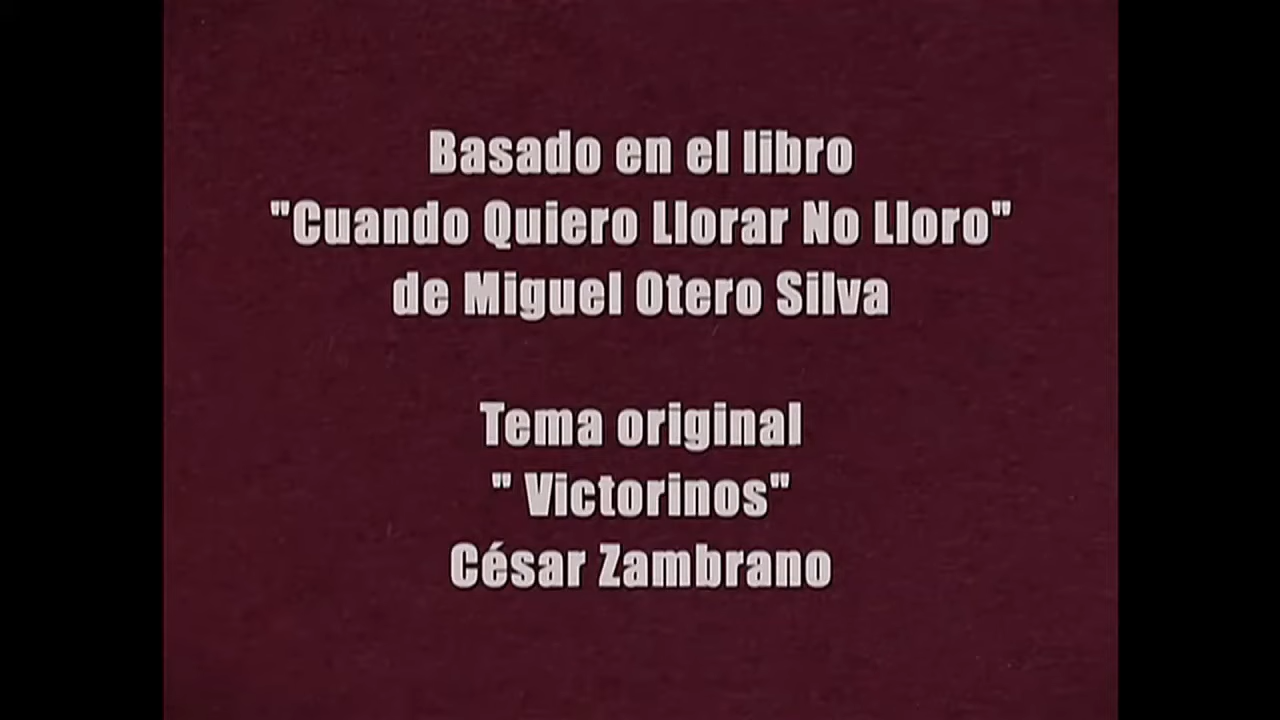 Basado en el libro
"Cuando Quiero Llorar No Lloro"
de Miguel Otero Silva
Tema original
" Victorinos"
César Zambrano